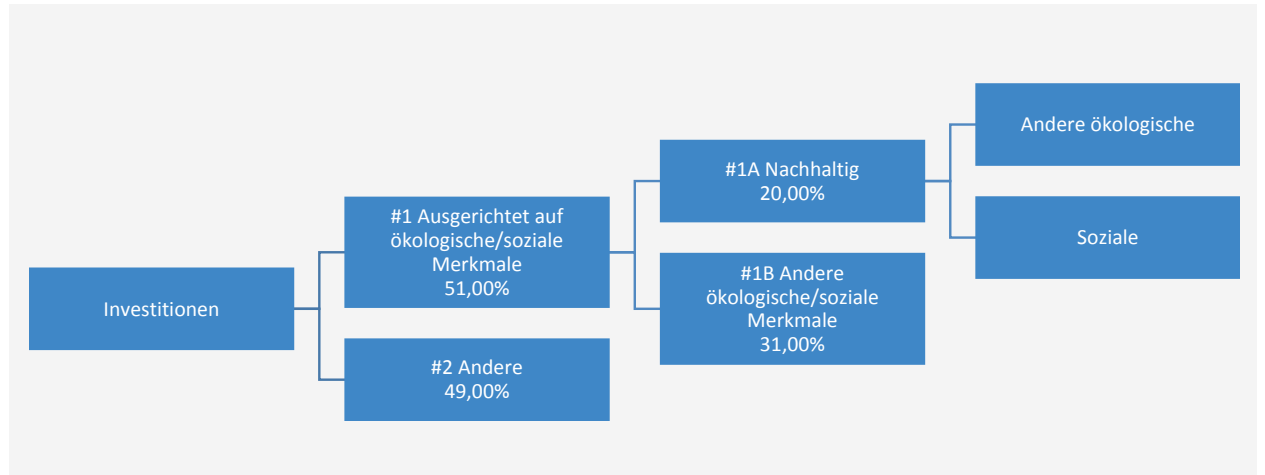 Investitionen
#1 Ausgerichtet auf
ökologische/soziale
Merkmale
51,00%
#2 Andere
49,00%
#1A Nachhaltig
20,00%
#1B Andere
ökologische/soziale
Merkmale
31,00%
Andere ökologische
Soziale